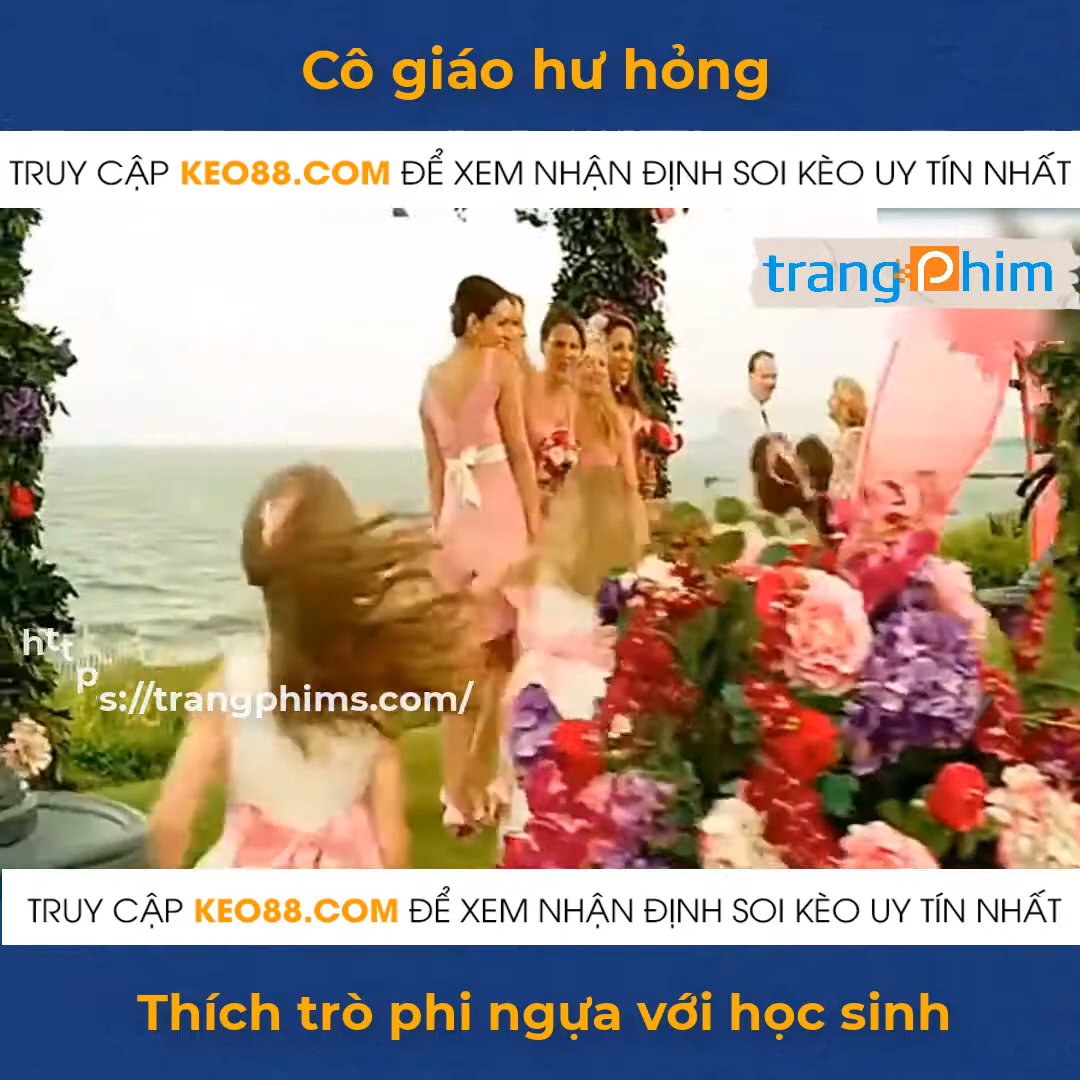 Cô giáo hư hỏng
TRUY CẬP KEO88.COM ĐỂ XEM NHẬN ĐỊNH SOI KÈO UY TÍN NHẤT
trangPhim
https://trangphims.com/
TRUY CẬP KEO88.COM ĐỂ XEM NHẬN ĐỊNH SOI KÈO UY TÍN NHẤT
Thích trò phi ngựa với học sinh